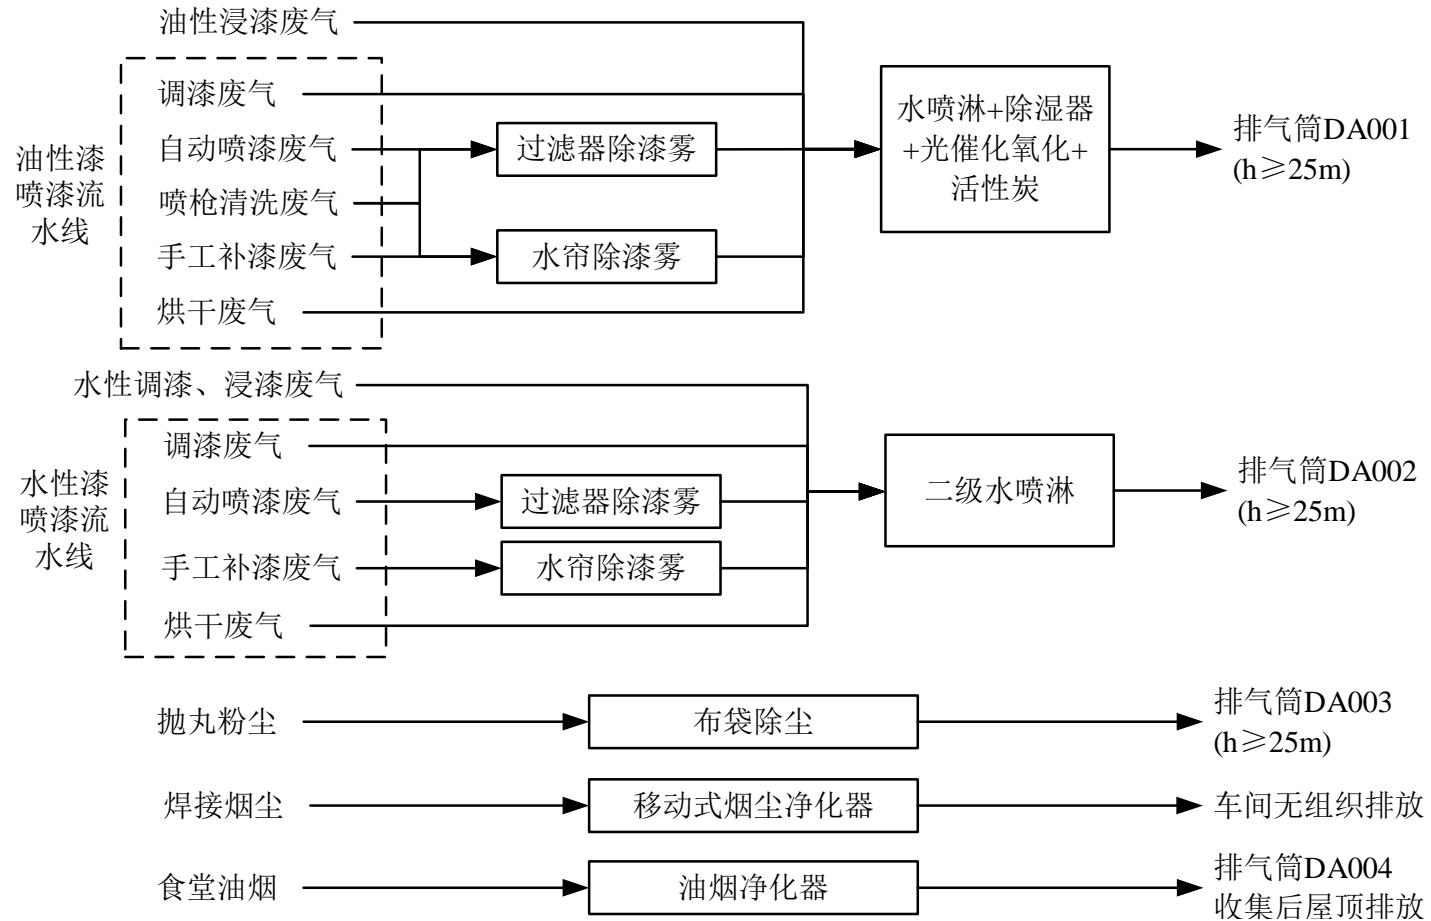 油性浸漆废气
油性漆
喷漆流
水线
调漆废气
自动喷漆废气
喷枪清洗废气
手工补漆废气
烘干废气
过滤器除漆雾
水帘除漆雾
水喷淋+除湿器
+光催化氧化+
活性炭
排气筒DA001
(h≥25m)
水性调漆、浸漆废气
水性漆
喷漆流
水线
调漆废气
自动喷漆废气
手工补漆废气
烘干废气
过滤器除漆雾
水帘除漆雾
二级水喷淋
排气筒DA002
(h≥25m)
抛丸粉尘
布袋除尘
排气筒DA003
(h≥25m)
焊接烟尘
移动式烟尘净化器
车间无组织排放
食堂油烟
油烟净化器
排气筒DA004
收集后屋顶排放